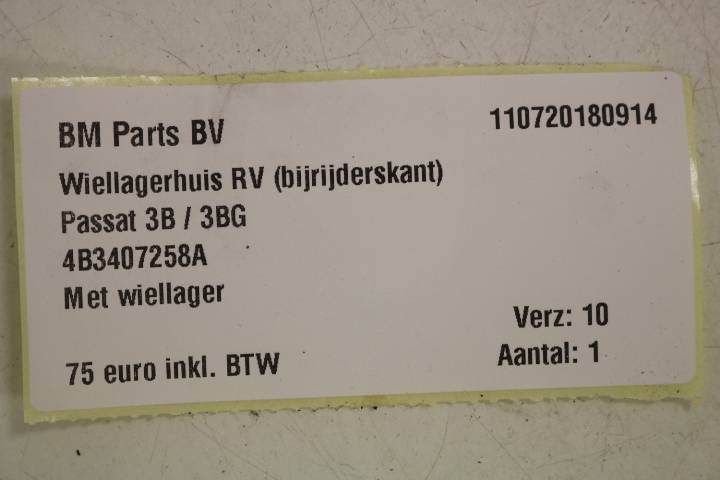 BM Parts BV
110720180914
Wiellagerhuis RV (bijrijderskant)
Passat 3B / 3BG
4B3407258A
Met wiellager
Verz: 10
75 euro inkl. BTW
Aantal: 1